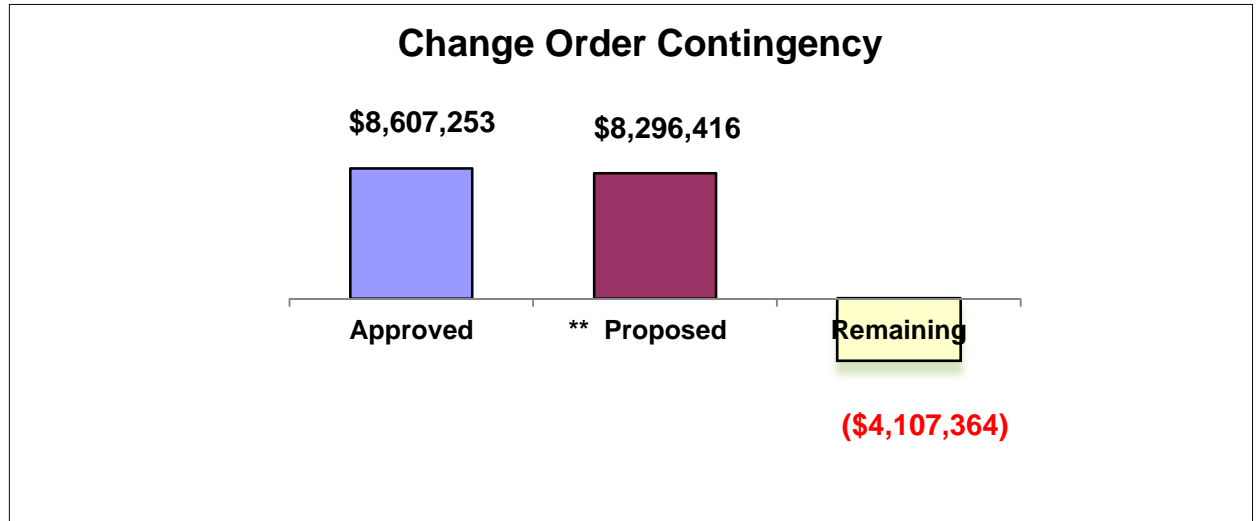 Change Order Contingency
$8,607,253
$8,296,416
Approved
** Proposed
Remaining
($4,107,364)